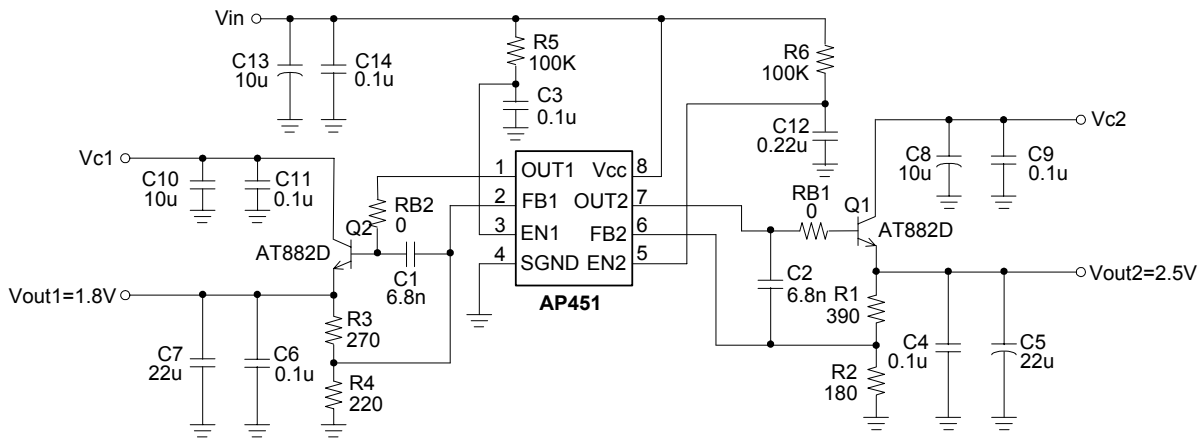 Vin
R5
100K
R6
100K
C13
10u
C14
0.1u
C3
0.1u
C12
0.22u
Vc2
C8
10u
C9
0.1u
Vc1
C10
10u
C11
0.1u
1 OUT1 Vcc 8
2 FB1 OUT2 7
3 EN1 FB2 6
4 SGND EN2 5
AP451
RB2
0
Q2
AT882D
C1
6.8n
RB1
0
Q1
AT882D
C2
6.8n
Vout1=1.8V
Vout2=2.5V
R3
270
R1
390
C7
22u
C6
0.1u
R4
220
C4
0.1u
C5
22u
R2
180